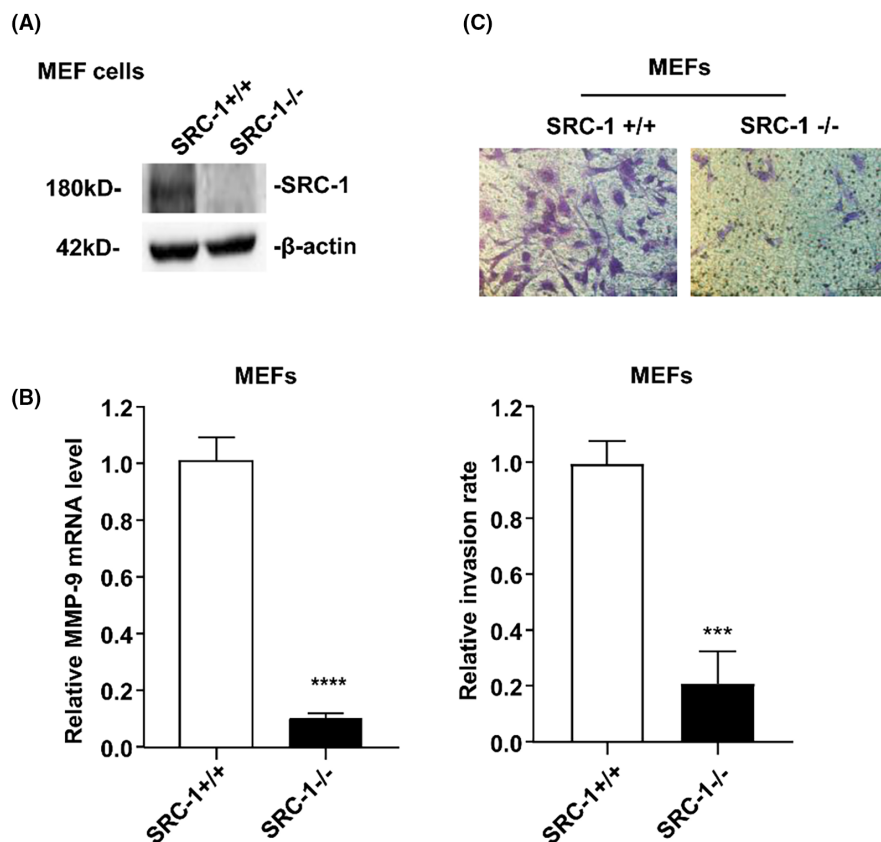 (A)
MEF cells
SRC-1+/+
SRC-1-/-
180kD-
-SRC-1
42kD-
-β-actin
(C)
MEFs
SRC-1 +/+
SRC-1 -/-
(B)
MEFs
Relative MMP-9 mRNA level
1.2
1.0
0.8
0.6
0.4
0.2
0.0
****
SRC-1+/+
SRC-1-/-
MEFs
Relative invasion rate
1.2
1.0
0.8
0.6
0.4
0.2
0.0
***
SRC-1+/+
SRC-1-/-